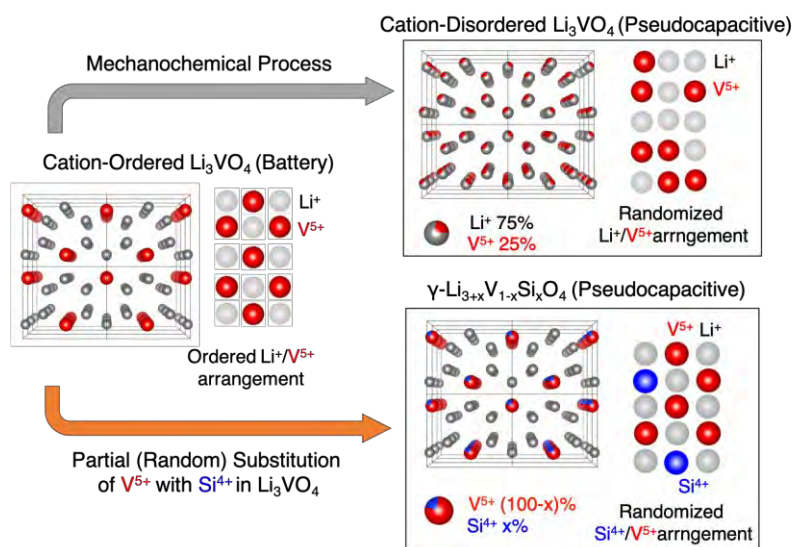 Cation-Disordered Li₃VO₄ (Pseudocapacitive)
Mechanochemical Process
Li⁺
V⁵⁺
Li⁺ 75%
V⁵⁺ 25%
Randomized
Li⁺/V⁵⁺arrngement
Cation-Ordered Li₃VO₄ (Battery)
Li⁺
V⁵⁺
Ordered Li⁺/V⁵⁺
arrangement
Partial (Random) Substitution
of V⁵⁺ with Si⁴⁺ in Li₃VO₄
γ-Li₃₊ₓV₁₋ₓSiₓO₄ (Pseudocapacitive)
V⁵⁺ Li⁺
Si⁴⁺
V⁵⁺ (100-x)%
Si⁴⁺ x%
Randomized
Si⁴⁺/V⁵⁺arrngement